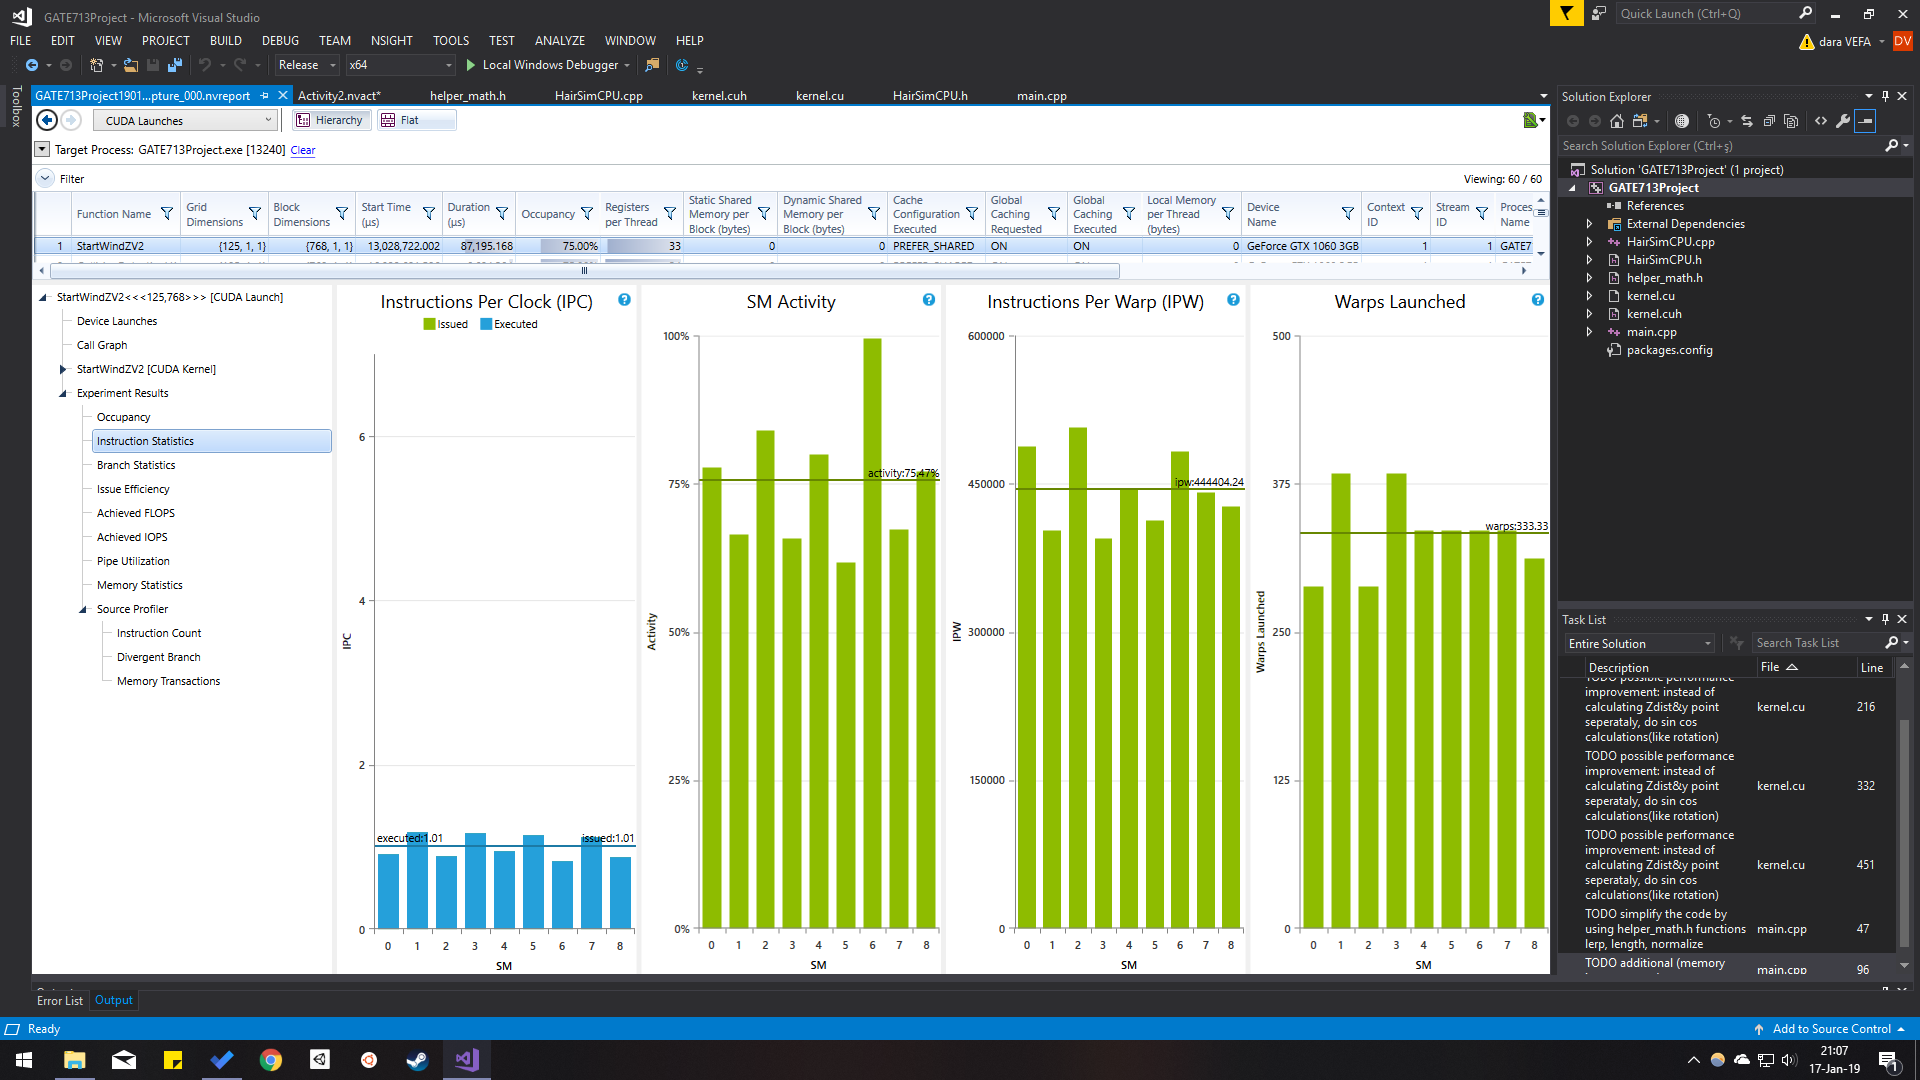 GATE713Project - Microsoft Visual Studio
Quick Launch (Ctrl+Q)
FILE EDIT VIEW PROJECT BUILD DEBUG TEAM NSIGHT TOOLS TEST ANALYZE WINDOW HELP
dara VEFA DV
Release x64 Local Windows Debugger
Toolbox
GATE713Project1901...pture_000.nvreport Activity2.nvact* helper_math.h HairSimCPU.cpp kernel.cuh kernel.cu HairSimCPU.h main.cpp
CUDA Launches Hierarchy Flat
Target Process: GATE713Project.exe [13240] Clear
Filter Viewing: 60 / 60
Function Name
Grid Dimensions
Block Dimensions
Start Time (µs)
Duration (µs)
Occupancy
Registers per Thread
Static Shared Memory per Block (bytes)
Dynamic Shared Memory per Block (bytes)
Cache Configuration Executed
Global Caching Requested
Global Caching Executed
Local Memory per Thread (bytes)
Device Name
Context ID
Stream ID
Process Name
1 StartWindZV2 {125, 1, 1} {768, 1, 1} 13,028,722.002 87,195.168 75.00% 33 0 0 PREFER_SHARED ON ON 0 GeForce GTX 1060 3GB 1 1 GATE7
StartWindZV2<<<125,768>>> [CUDA Launch]
Device Launches
Call Graph
StartWindZV2 [CUDA Kernel]
Experiment Results
Occupancy
Instruction Statistics
Branch Statistics
Issue Efficiency
Achieved FLOPS
Achieved IOPS
Pipe Utilization
Memory Statistics
Source Profiler
Instruction Count
Divergent Branch
Memory Transactions
Instructions Per Clock (IPC)
Issued Executed
6
4
2
0
IPC
executed:1.01 issued:1.01
0 1 2 3 4 5 6 7 8
SM
SM Activity
100%
75%
50%
25%
0%
Activity
activity:75.47%
0 1 2 3 4 5 6 7 8
SM
Instructions Per Warp (IPW)
600000
450000
300000
150000
0
IPW
ipw:444404.24
0 1 2 3 4 5 6 7 8
SM
Warps Launched
500
375
250
125
0
Warps Launched
warps:333.33
0 1 2 3 4 5 6 7 8
SM
Solution Explorer
Search Solution Explorer (Ctrl+ş)
Solution 'GATE713Project' (1 project)
GATE713Project
References
External Dependencies
HairSimCPU.cpp
HairSimCPU.h
helper_math.h
kernel.cu
kernel.cuh
main.cpp
packages.config
Task List
Entire Solution Search Task List
Description File Line
TODO possible performance
improvement: instead of
calculating Zdist&y point kernel.cu 216
seperataly, do sin cos
calculations(like rotation)
TODO possible performance
improvement: instead of
calculating Zdist&y point kernel.cu 332
seperataly, do sin cos
calculations(like rotation)
TODO possible performance
improvement: instead of
calculating Zdist&y point kernel.cu 451
seperataly, do sin cos
calculations(like rotation)
TODO simplify the code by
using helper_math.h functions main.cpp 47
lerp, length, normalize
TODO additional (memory
main.cpp 96
Error List Output
Ready Add to Source Control
21:07
17-Jan-19
1